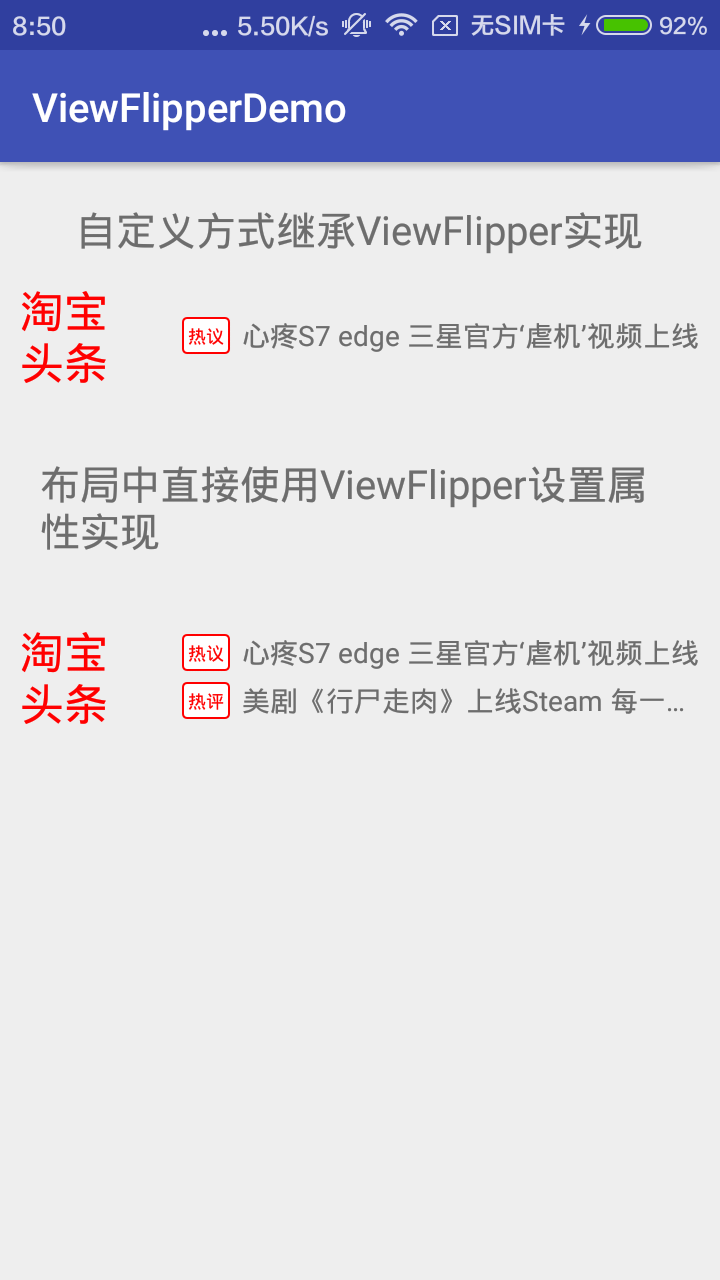 8:50 ... 5.50K/s 无SIM卡 92%
ViewFlipperDemo
自定义方式继承ViewFlipper实现
淘宝
头条
热议 心疼S7 edge 三星官方‘虐机’视频上线
布局中直接使用ViewFlipper设置属
性实现
淘宝
头条
热议 心疼S7 edge 三星官方‘虐机’视频上线
热评 美剧《行尸走肉》上线Steam 每一...